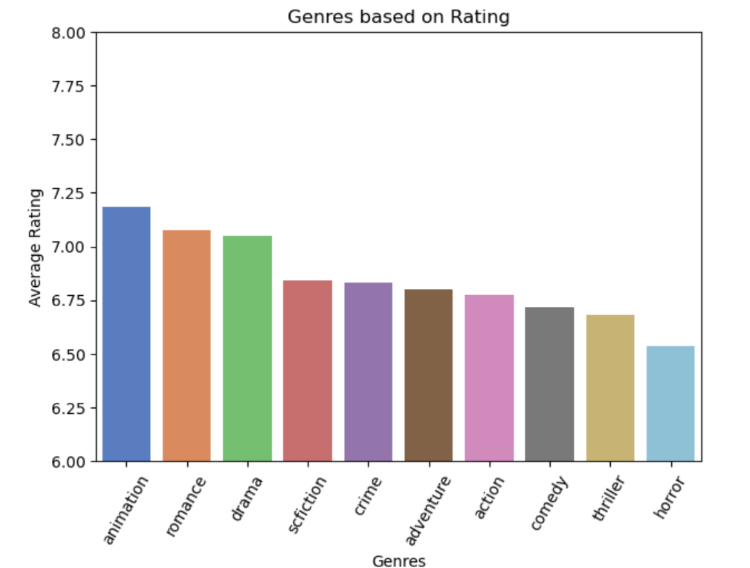 Genres based on Rating
8.00
7.75
7.50
7.25
7.00
6.75
6.50
6.25
6.00
Average Rating
animation
romance
drama
scfiction
crime
adventure
action
comedy
thriller
horror
Genres